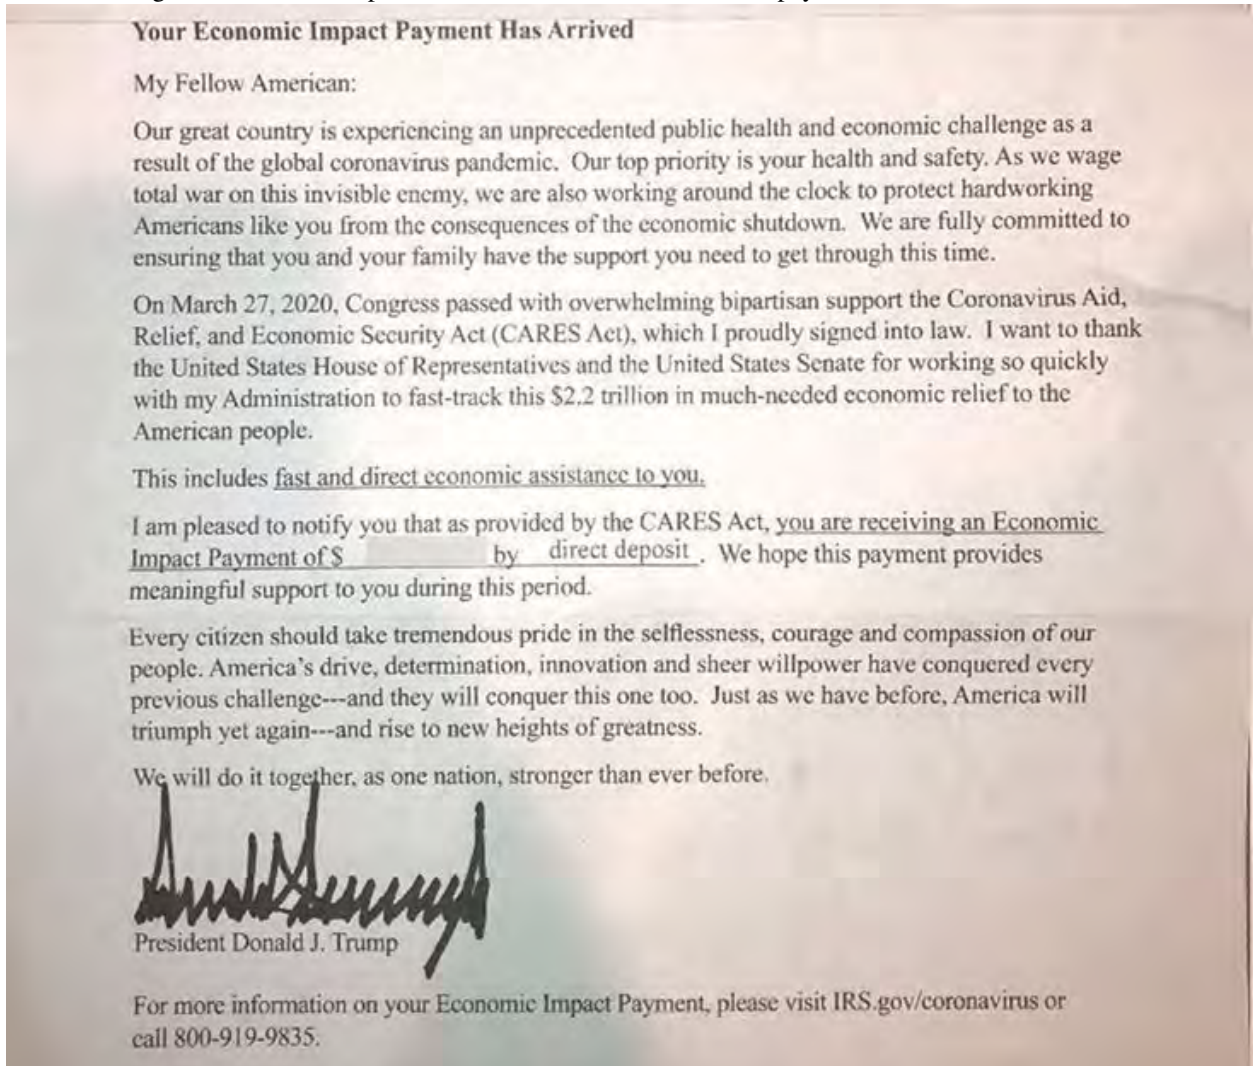 Your Economic Impact Payment Has Arrived
My Fellow American:
Our great country is experiencing an unprecedented public health and economic challenge as a
result of the global coronavirus pandemic. Our top priority is your health and safety. As we wage
total war on this invisible enemy, we are also working around the clock to protect hardworking
Americans like you from the consequences of the economic shutdown. We are fully committed to
ensuring that you and your family have the support you need to get through this time.
On March 27, 2020, Congress passed with overwhelming bipartisan support the Coronavirus Aid,
Relief, and Economic Security Act (CARES Act), which I proudly signed into law. I want to thank
the United States House of Representatives and the United States Senate for working so quickly
with my Administration to fast-track this $2.2 trillion in much-needed economic relief to the
American people.
This includes fast and direct economic assistance to you.
I am pleased to notify you that as provided by the CARES Act, you are receiving an Economic
Impact Payment of $ by direct deposit. We hope this payment provides
meaningful support to you during this period.
Every citizen should take tremendous pride in the selflessness, courage and compassion of our
people. America's drive, determination, innovation and sheer willpower have conquered every
previous challenge---and they will conquer this one too. Just as we have before, America will
triumph yet again---and rise to new heights of greatness.
We will do it together, as one nation, stronger than ever before.
President Donald J. Trump
For more information on your Economic Impact Payment, please visit IRS.gov/coronavirus or
call 800-919-9835.